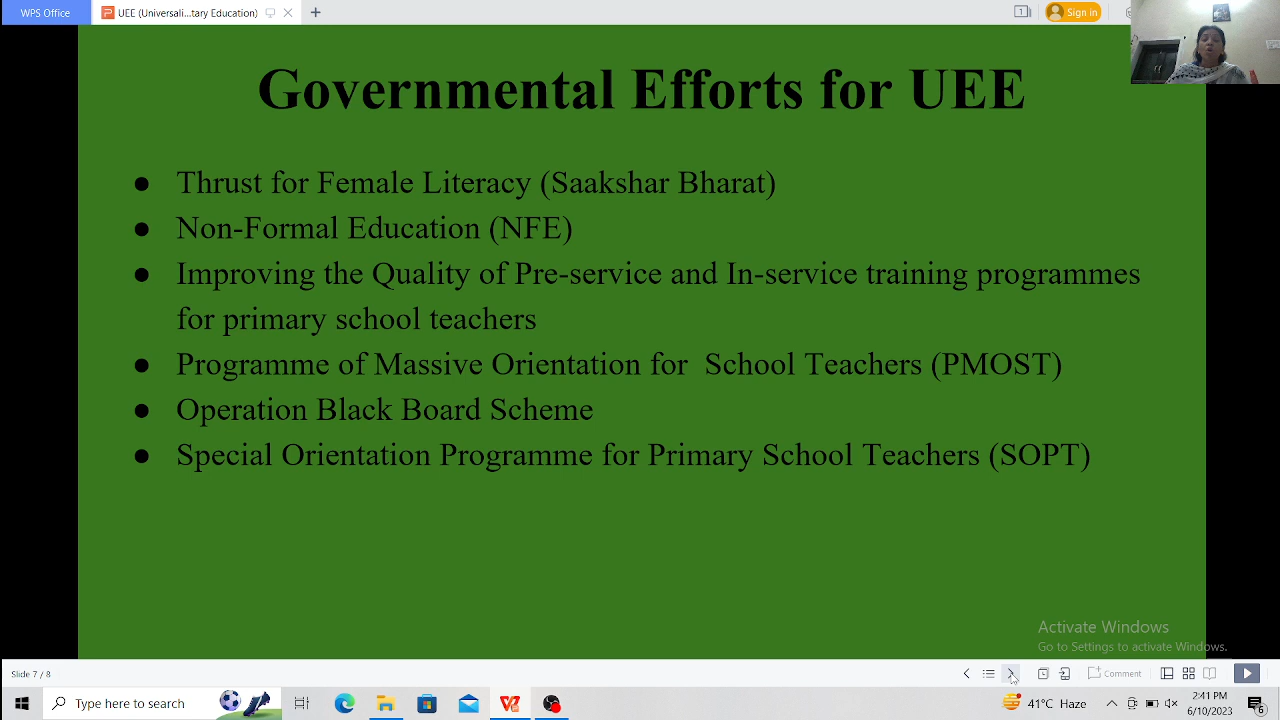 WPS Office
UEE (Universali...tary Education)
1
Sign in
Governmental Efforts for UEE
● Thrust for Female Literacy (Saakshar Bharat)
● Non-Formal Education (NFE)
● Improving the Quality of Pre-service and In-service training programmes
for primary school teachers
● Programme of Massive Orientation for School Teachers (PMOST)
● Operation Black Board Scheme
● Special Orientation Programme for Primary School Teachers (SOPT)
Activate Windows
Go to Settings to activate Windows.
Slide 7 / 8
Comment
Type here to search
41°C Haze
2:41 PM
6/10/2023
6